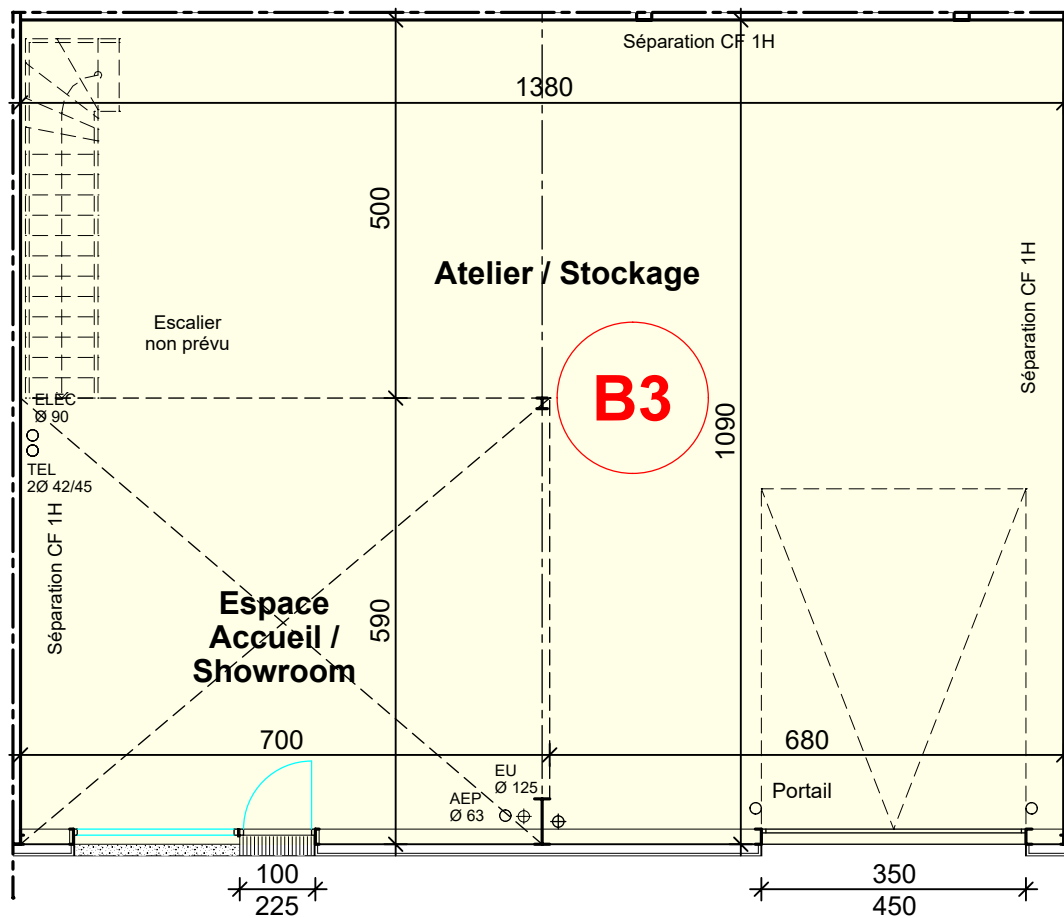 Séparation CF 1H
1380
500
Atelier / Stockage
Séparation CF 1H
Escalier
non prévu
B3
ELEC
Ø 90
1090
TEL
2Ø 42/45
Séparation CF 1H
590
Espace
Accueil /
Showroom
700
680
EU
Ø 125
AEP
Ø 63
Portail
100
225
350
450